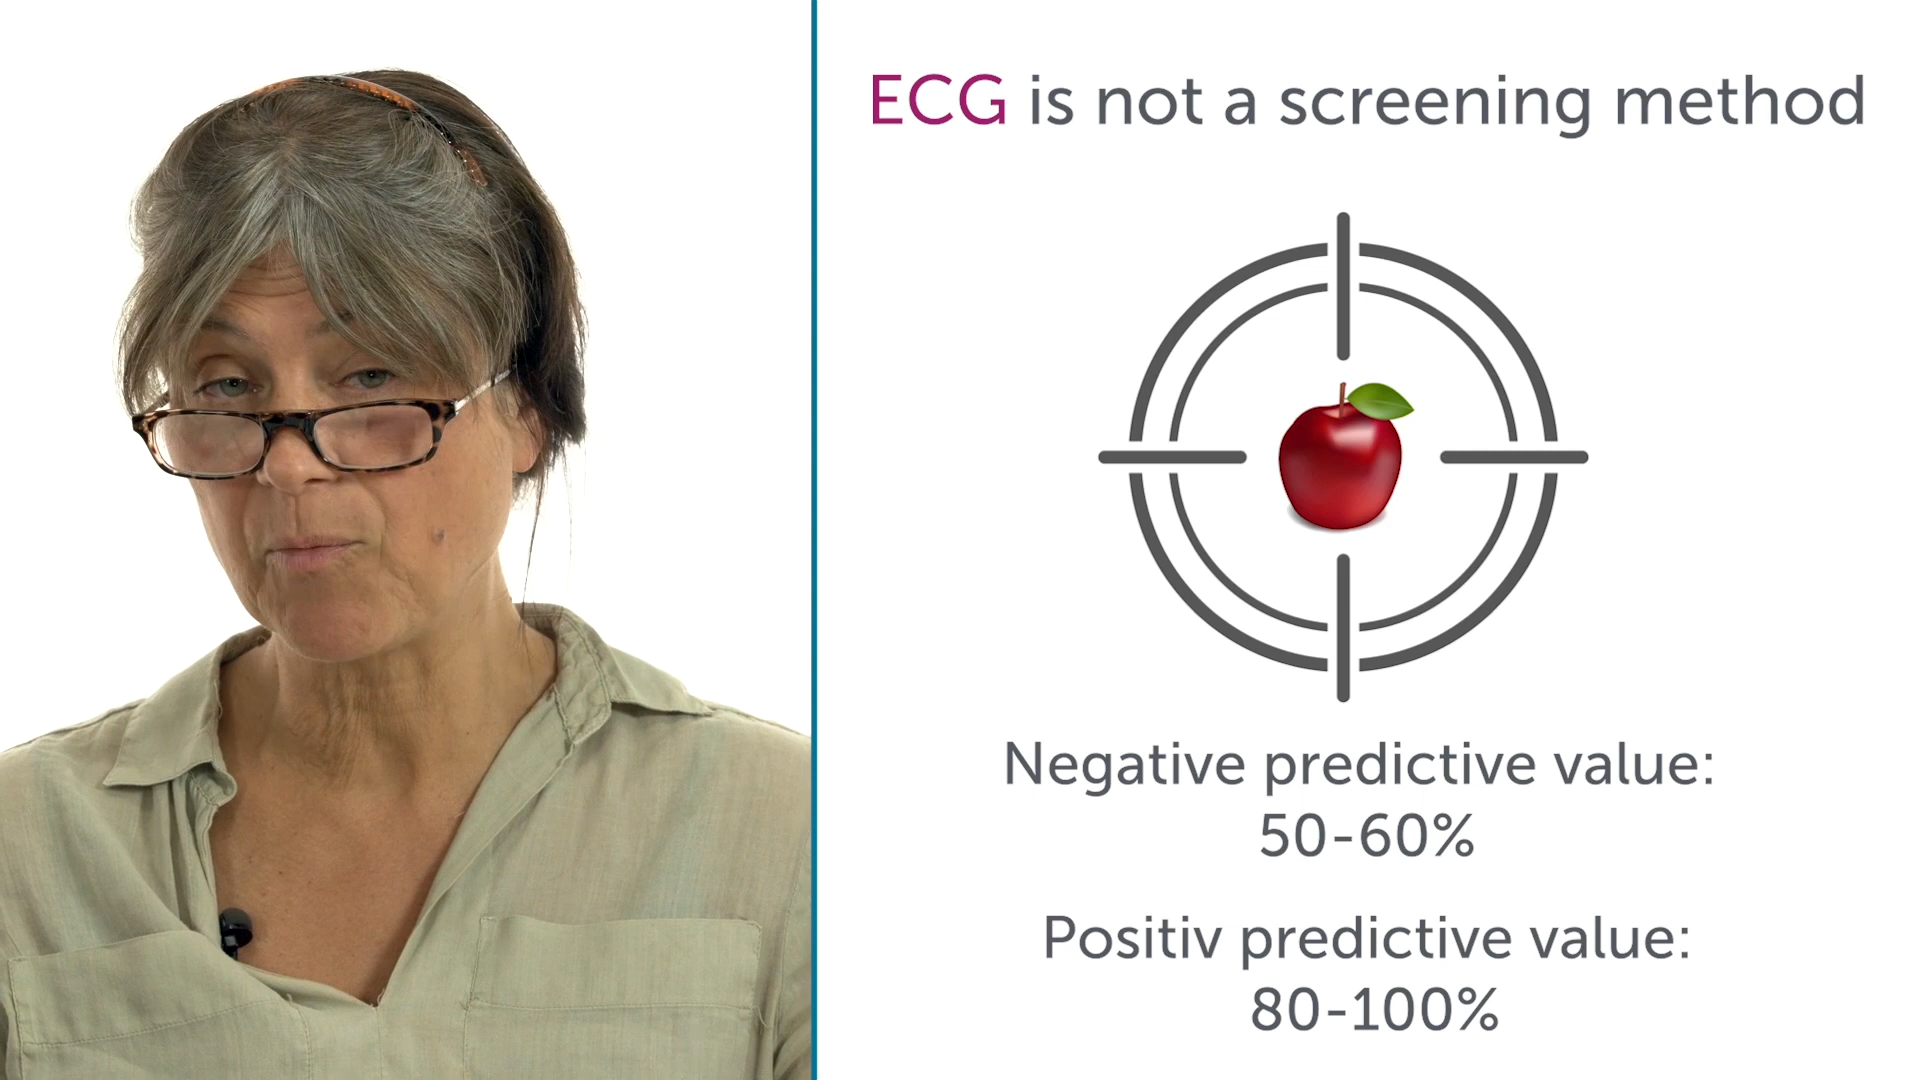 ECG is not a screening method
Negative predictive value:
50-60%
Positiv predictive value:
80-100%